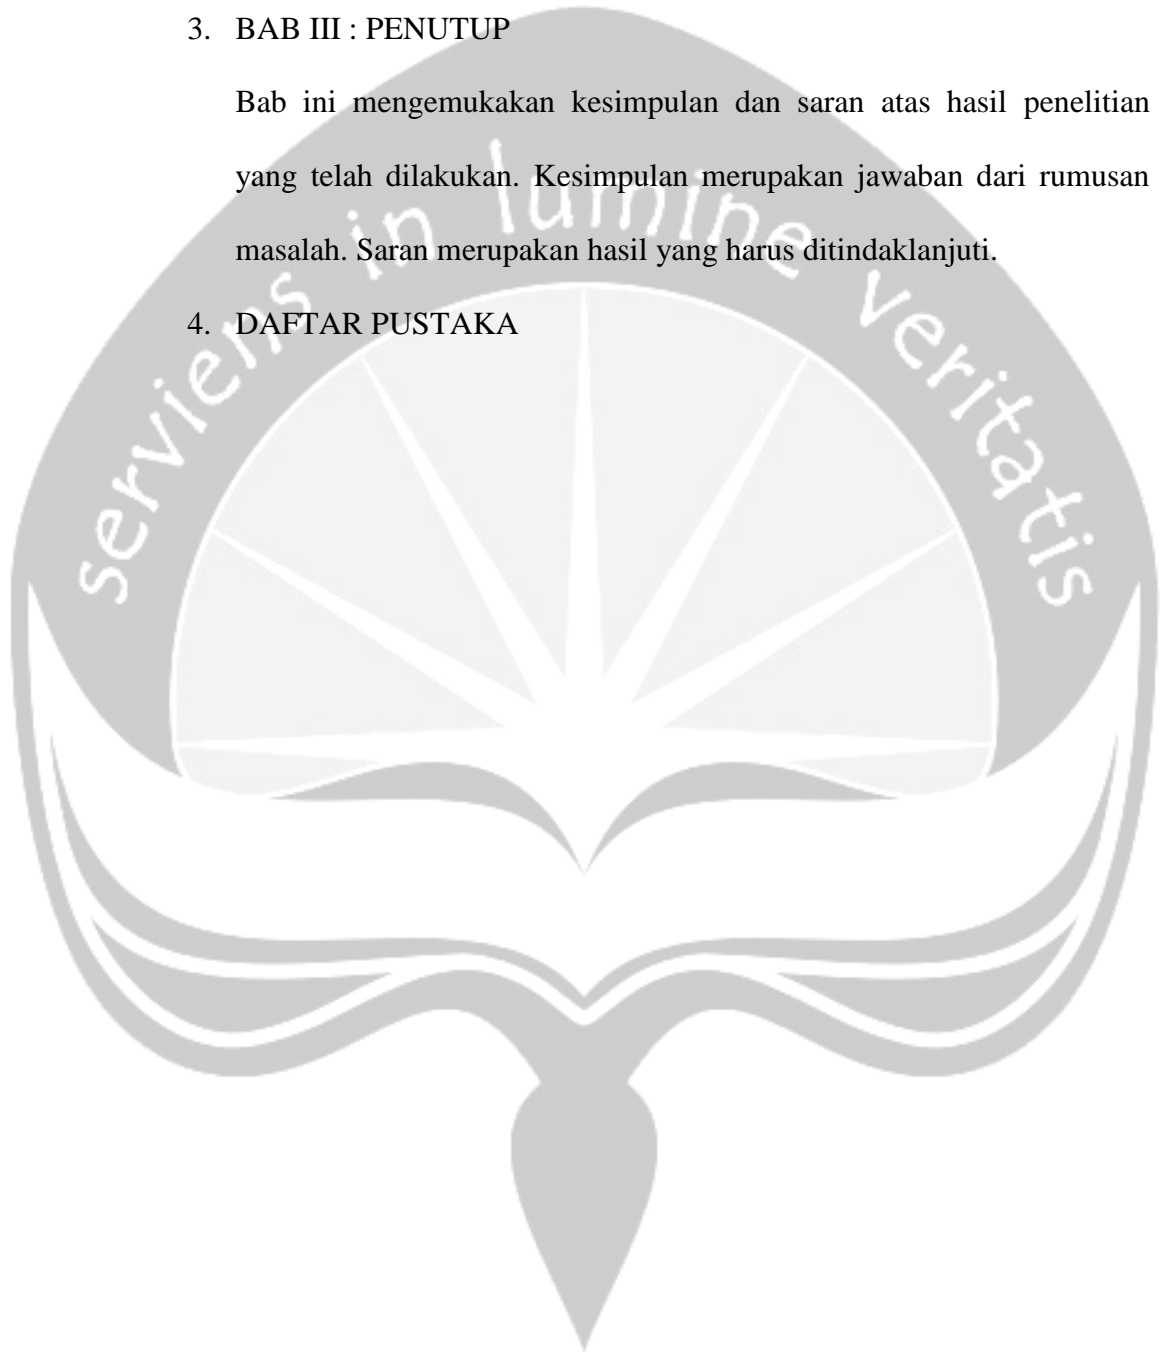 3. BAB III : PENUTUP
Bab ini mengemukakan kesimpulan dan saran atas hasil penelitian
yang telah dilakukan. Kesimpulan merupakan jawaban dari rumusan
masalah. Saran merupakan hasil yang harus ditindaklanjuti.
4. DAFTAR PUSTAKA
serviens in lumine veritatis